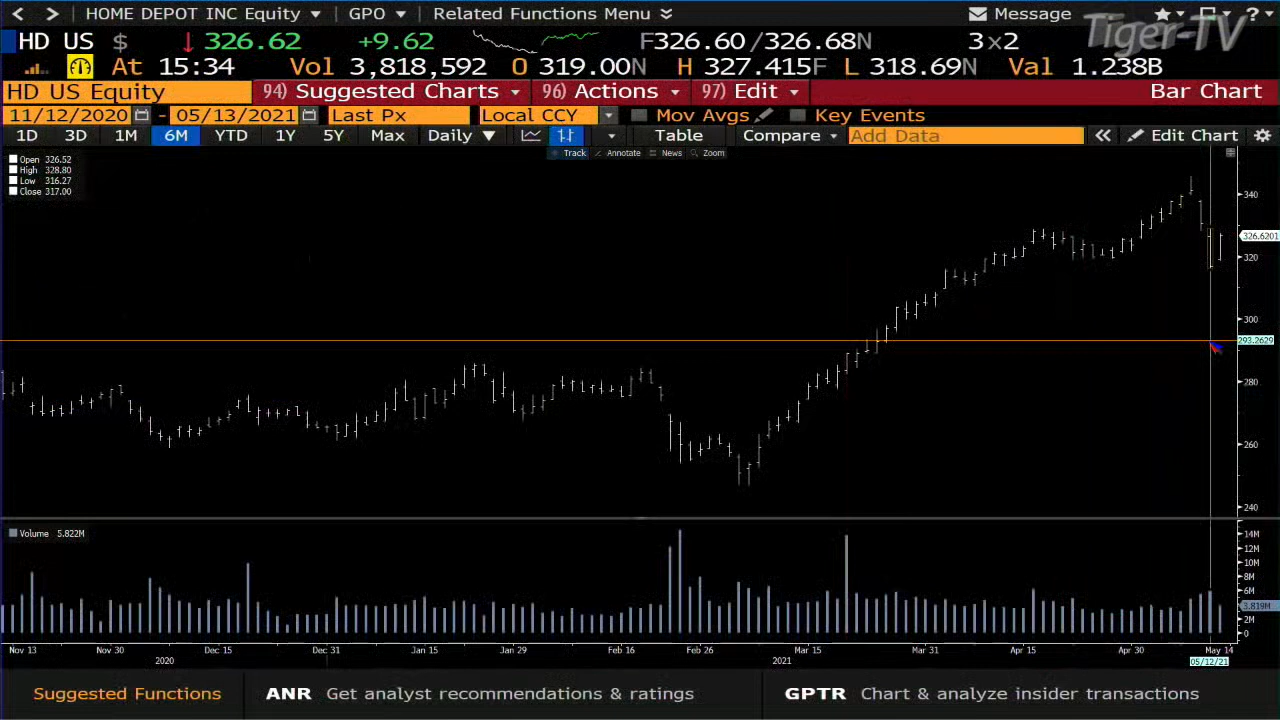 HOME DEPOT INC Equity GPO Related Functions Menu Message ?
HD US $ 326.62 +9.62 F326.60/326.68N 3×2 Tiger-TV
At 15:34 Vol 3,818,592 O 319.00N H 327.415F L 318.69N Val 1.238B
HD US Equity 94) Suggested Charts 96) Actions 97) Edit Bar Chart
11/12/2020 - 05/13/2021 Last Px Local CCY Mov Avgs Key Events
1D 3D 1M 6M YTD 1Y 5Y Max Daily ▼ Table Compare Add Data « Edit Chart
Track Annotate News Zoom
Open 326.52
High 328.80
Low 316.27
Close 317.00
340
326.6201
320
300
293.2629
280
260
240
Volume 5.822M
14M
12M
10M
8M
6M
3.819M
2M
0
Nov 13 Nov 30 Dec 15 Dec 31 Jan 15 Jan 29 Feb 16 Feb 26 Mar 15 Mar 31 Apr 15 Apr 30 May 14
2020 2021 05/12/21
Suggested Functions ANR Get analyst recommendations & ratings GPTR Chart & analyze insider transactions